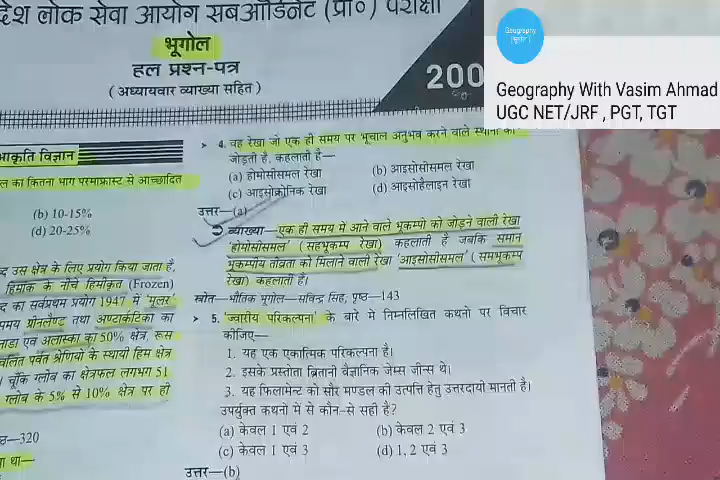 देश लोक सेवा आयोग सबऑर्डिनेट (प्रा०) परीक्षा
भूगोल
हल प्रश्न-पत्र
(अध्यायवार व्याख्या सहित)
200
Geography
Geography With Vasim Ahmad
UGC NET/JRF , PGT, TGT
आकृति विज्ञान
ल का कितना भाग परमाफ्रास्ट से आच्छादित
(b) 10-15%
(d) 20-25%
द उस क्षेत्र के लिए प्रयोग किया जाता है,
हिमांक के नीचे हिमीकृत (Frozen)
द का सर्वप्रथम प्रयोग 1947 में 'मूलर'
समय ग्रीनलैण्ड तथा अण्टार्कटिका का
नाडा एवं अलास्का का 50% क्षेत्र, रूस
पर्वत श्रेणियों के स्थायी हिम क्षेत्र
चूंकि ग्लोब का क्षेत्रफल लगभग 51
ग्लोब के 5% से 10% क्षेत्र पर ही
–320
था—
4. वह रेखा जो एक ही समय पर भूचाल अनुभव करने वाले स्थानों को
जोड़ती है, कहलाती है—
(a) होमोसीसमल रेखा (b) आइसोसीसमल रेखा
(c) आइसोक्रोनिक रेखा (d) आइसोहैलाइन रेखा
उत्तर—(a)
व्याख्या—एक ही समय में आने वाले भूकम्पो को जोड़ने वाली रेखा
'होमोसीसमल' (सहभूकम्प रेखा) कहलाती है जबकि समान
भूकम्पीय तीव्रता को मिलाने वाली रेखा 'आइसोसीसमल' (समभूकम्प
रेखा) कहलाती है।
स्रोत—भौतिक भूगोल—सविन्द्र सिंह, पृष्ठ—143
5. 'ज्वारीय परिकल्पना' के बारे में निम्नलिखित कथनों पर विचार
कीजिए—
1. यह एक एकात्मिक परिकल्पना है।
2. इसके प्रस्तोता ब्रितानी वैज्ञानिक जेम्स जीन्स थे।
3. यह फिलामेन्ट को सौर मण्डल की उत्पत्ति हेतु उत्तरदायी मानती है।
उपर्युक्त कथनों में से कौन-से सही है?
(a) केवल 1 एवं 2 (b) केवल 2 एवं 3
(c) केवल 1 एवं 3 (d) 1, 2 एवं 3
उत्तर—(b)